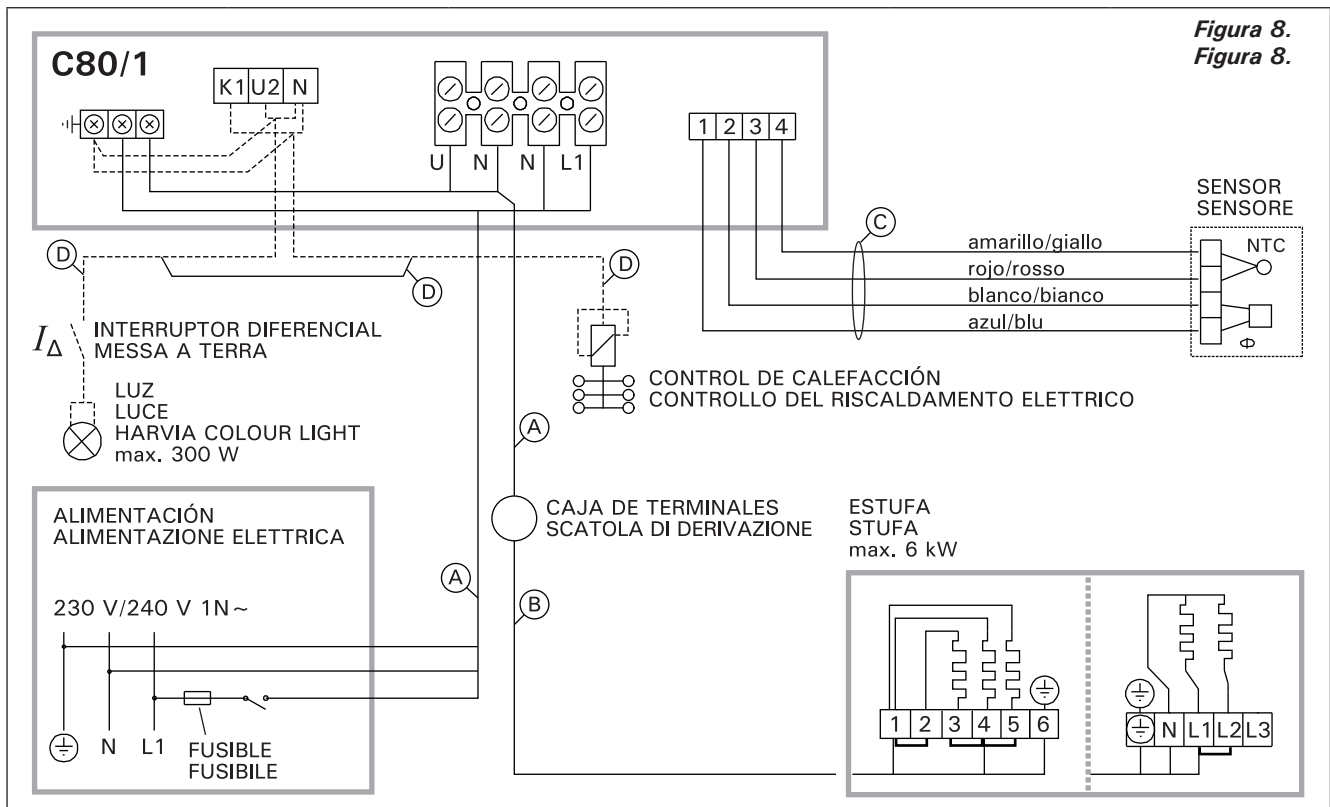 Figura 8.
Figura 8.
C80/1
K1 U2 N
U N N L1
1 2 3 4
SENSOR
SENSORE
C
amarillo/giallo
NTC
rojo/rosso
blanco/bianco
azul/blu
Φ
D
D
D
IΔ
INTERRUPTOR DIFERENCIAL
MESSA A TERRA
LUZ
LUCE
HARVIA COLOUR LIGHT
max. 300 W
CONTROL DE CALEFACCIÓN
CONTROLLO DEL RISCALDAMENTO ELETTRICO
A
CAJA DE TERMINALES
SCATOLA DI DERIVAZIONE
ESTUFA
STUFA
max. 6 kW
ALIMENTACIÓN
ALIMENTAZIONE ELETTRICA
A
B
230 V/240 V 1N~
N L1
FUSIBLE
FUSIBILE
1 2 3 4 5 6
N L1 L2 L3